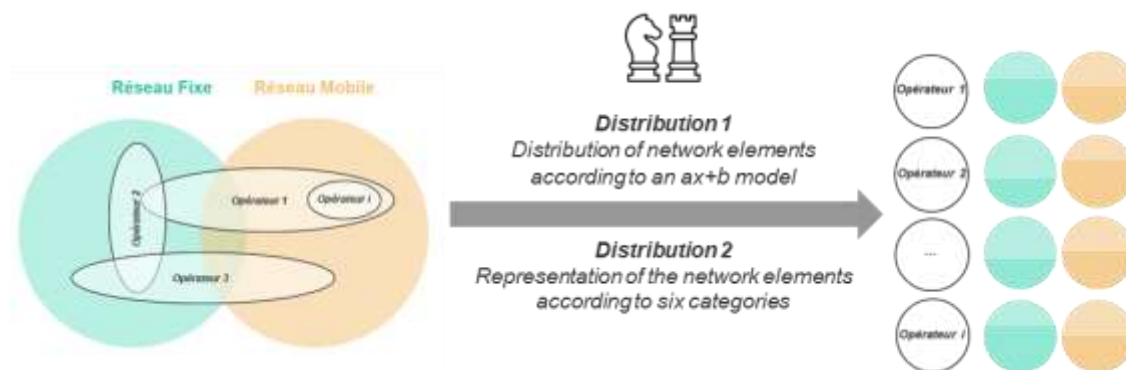 Réseau Fixe
Réseau Mobile
Opérateur 2
Opérateur 1
Opérateur i
Opérateur 3
Distribution 1
Distribution of network elements
according to an ax+b model
Distribution 2
Representation of the network elements
according to six categories
Opérateur 1
Opérateur 2
...
Opérateur i